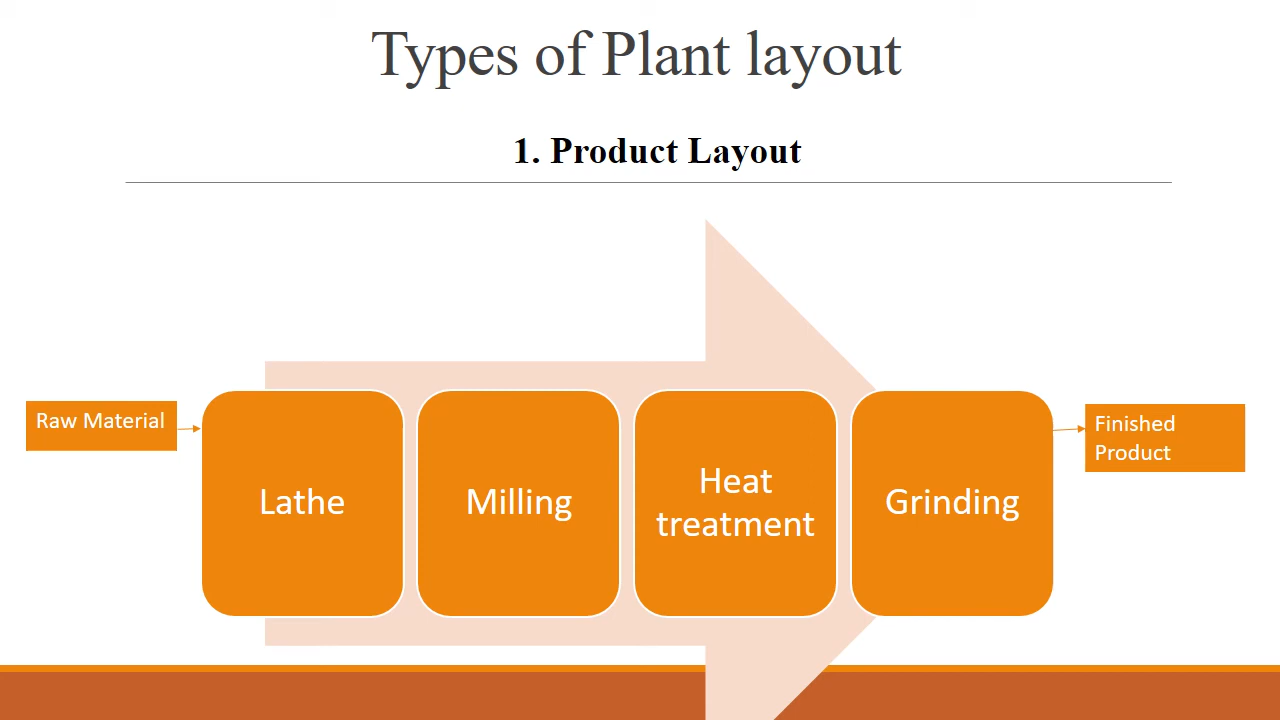 Types of Plant layout
1. Product Layout
Raw Material
Lathe
Milling
Heat
treatment
Grinding
Finished
Product